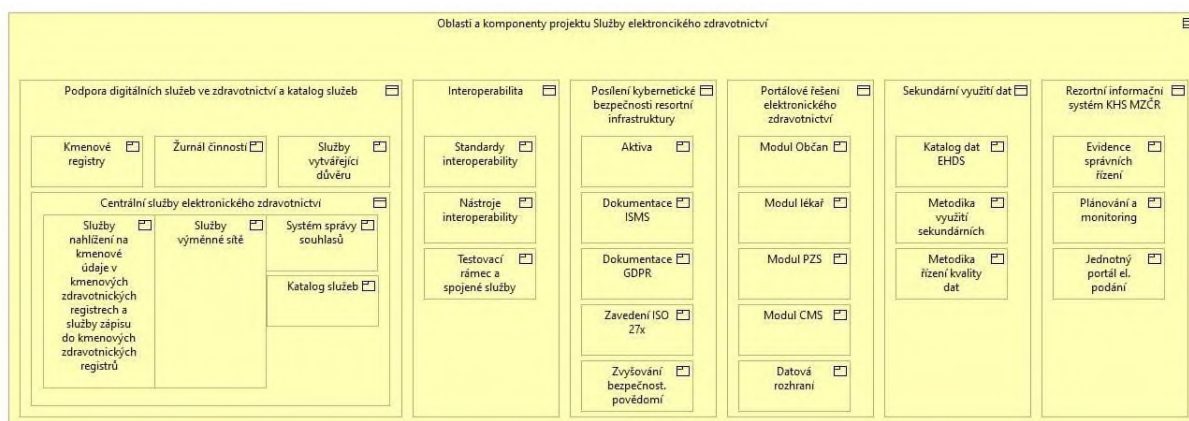 Oblasti a komponenty projektu Služby elektroncikého zdravotnictví
Podpora digitálních služeb ve zdravotnictví a katalog služeb
Kmenové
registry
Žurnál činností
Služby
vytvářející
důvěru
Centrální služby elektronického zdravotnictví
Služby
nahlížení na
kmenové
údaje v
kmenových
zdravotnických
registrech a
služby zápisu
do kmenových
zdravotnických
registrů
Služby
výměnné sítě
Systém správy
souhlasů
Katalog služeb
Interoperabilita
Standardy
interoperability
Nástroje
interoperability
Testovací
rámec a
spojené služby
Posílení kybernetické
bezpečnosti resortní
infrastruktury
Aktiva
Dokumentace
ISMS
Dokumentace
GDPR
Zavedení ISO
27x
Zvyšování
bezpečnost.
povědomí
Portálové řešení
elektronického
zdravotnictví
Modul Občan
Modul lékař
Modul PZS
Modul CMS
Datová
rozhraní
Sekundární využití dat
Katalog dat
EHDS
Metodika
využití
sekundárních
Metodika
řízení kvality
dat
Rezortní informační
systém KHS MZČR
Evidence
správních
řízení
Plánování a
monitoring
Jednotný
portál el.
podání